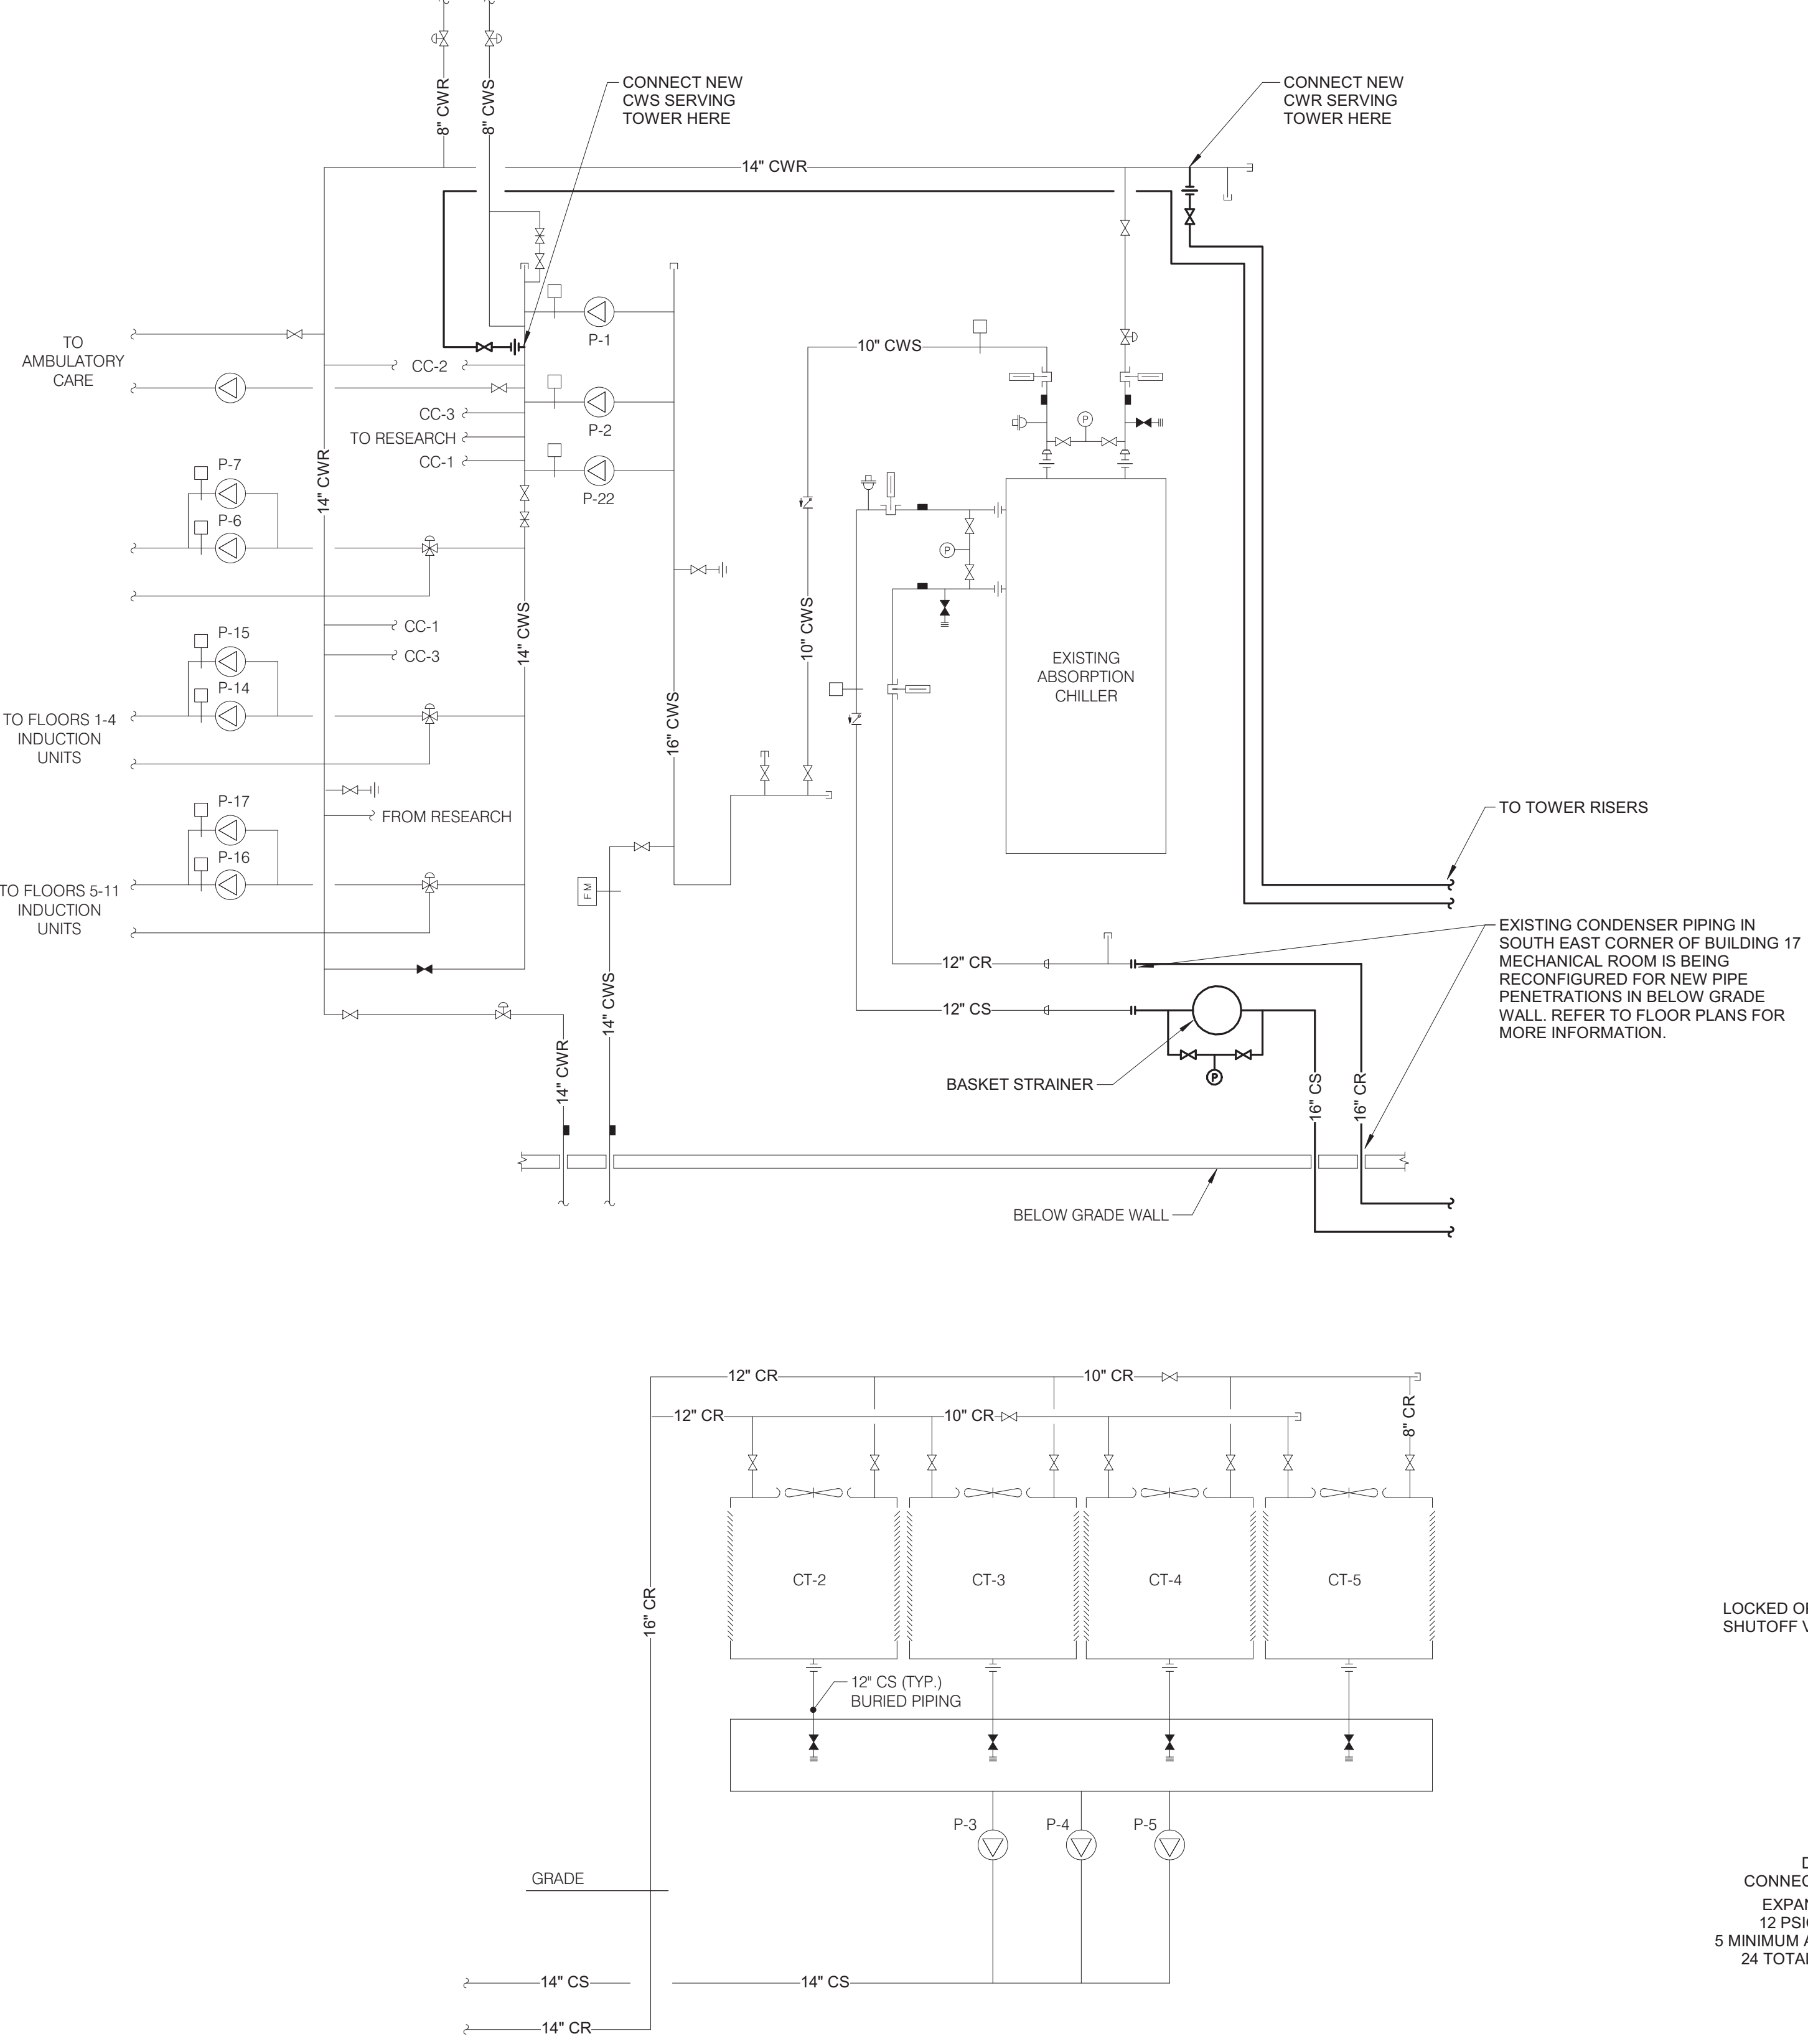 8" CWR
8" CWS
CONNECT NEW
CWS SERVING
TOWER HERE
CONNECT NEW
CWR SERVING
TOWER HERE
14" CWR
P-1
10" CWS
TO
AMBULATORY
CARE
CC-2
P-2
CC-3
TO RESEARCH
CC-1
P-22
P
P-7
P-6
14" CWR
P
14" CWS
10" CWS
CC-1
CC-3
P-15
P-14
TO FLOORS 1-4
INDUCTION
UNITS
EXISTING
ABSORPTION
CHILLER
16" CWS
FROM RESEARCH
P-17
P-16
TO FLOORS 5-11
INDUCTION
UNITS
FM
TO TOWER RISERS
EXISTING CONDENSER PIPING IN
SOUTH EAST CORNER OF BUILDING 17
MECHANICAL ROOM IS BEING
RECONFIGURED FOR NEW PIPE
PENETRATIONS IN BELOW GRADE
WALL. REFER TO FLOOR PLANS FOR
MORE INFORMATION.
12" CR
12" CS
14" CWS
14" CWR
BASKET STRAINER
P
16" CS
16" CR
BELOW GRADE WALL
12" CR
10" CR
12" CR
10" CR
8" CR
CT-2
CT-3
CT-4
CT-5
16" CR
12" CS (TYP.)
BURIED PIPING
P-3
P-4
P-5
GRADE
14" CS
14" CS
14" CR
LOCKED
SHUTOFF
12
5 MINIMUM
24